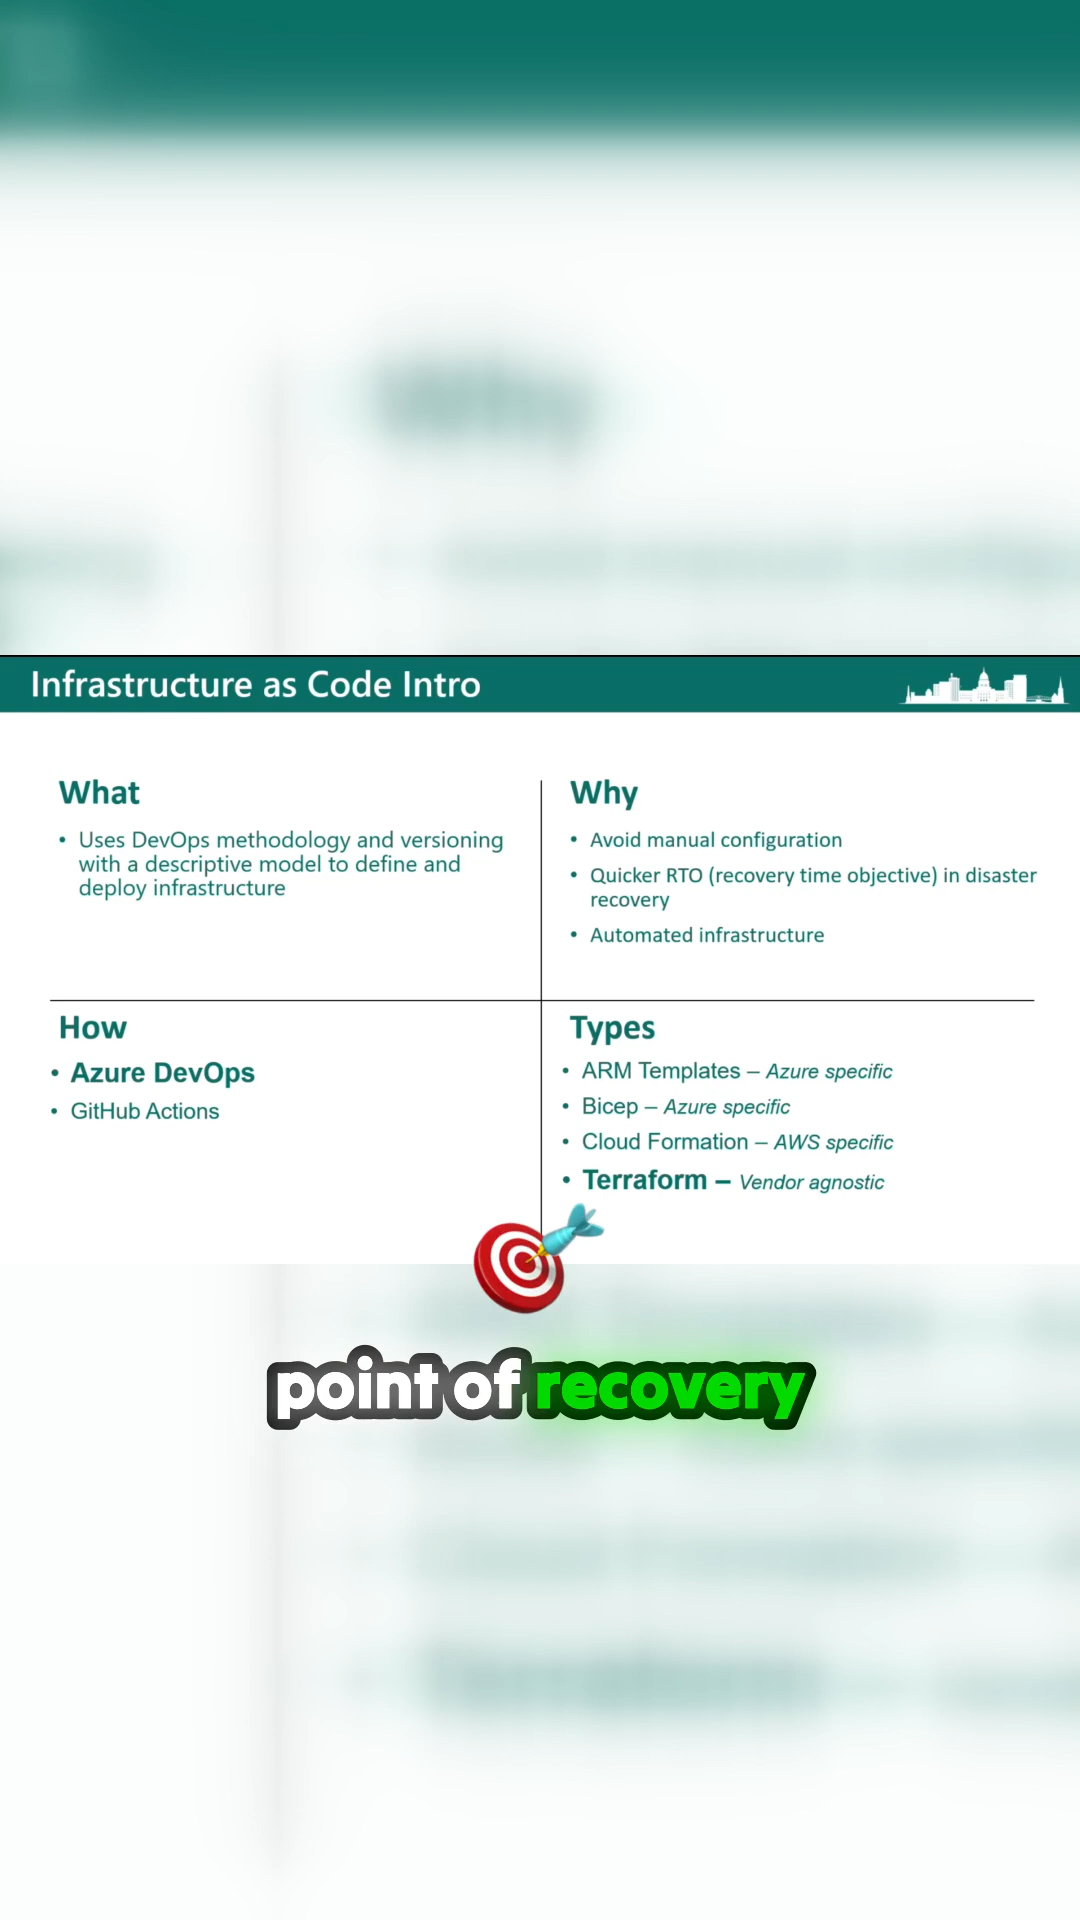 Why
Infrastructure as Code Intro
What
• Uses DevOps methodology and versioning
with a descriptive model to define and
deploy infrastructure
Why
• Avoid manual configuration
• Quicker RTO (recovery time objective) in disaster
recovery
• Automated infrastructure
How
• Azure DevOps
• GitHub Actions
Types
• ARM Templates – Azure specific
• Bicep – Azure specific
• Cloud Formation – AWS specific
• Terraform – Vendor agnostic
point of recovery